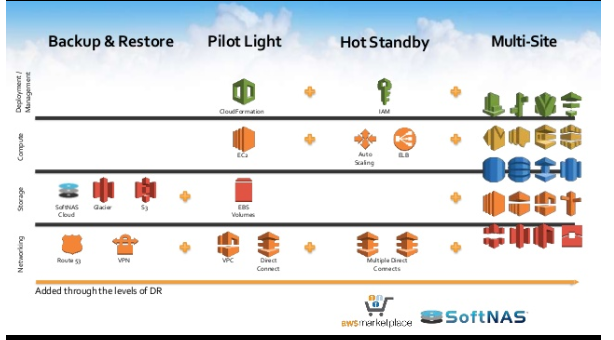 Backup & Restore
Pilot Light
Hot Standby
Multi-Site
Deployment /
Management
CloudFormation
IAM
Compute
EC2
Auto
Scaling
ELB
Storage
SoftNAS
Cloud
Glacier
S3
EBS
Volumes
Networking
Route 53
VPN
VPC
Direct
Connect
Multiple Direct
Connects
Added through the levels of DR
aws marketplace
SoftNAS